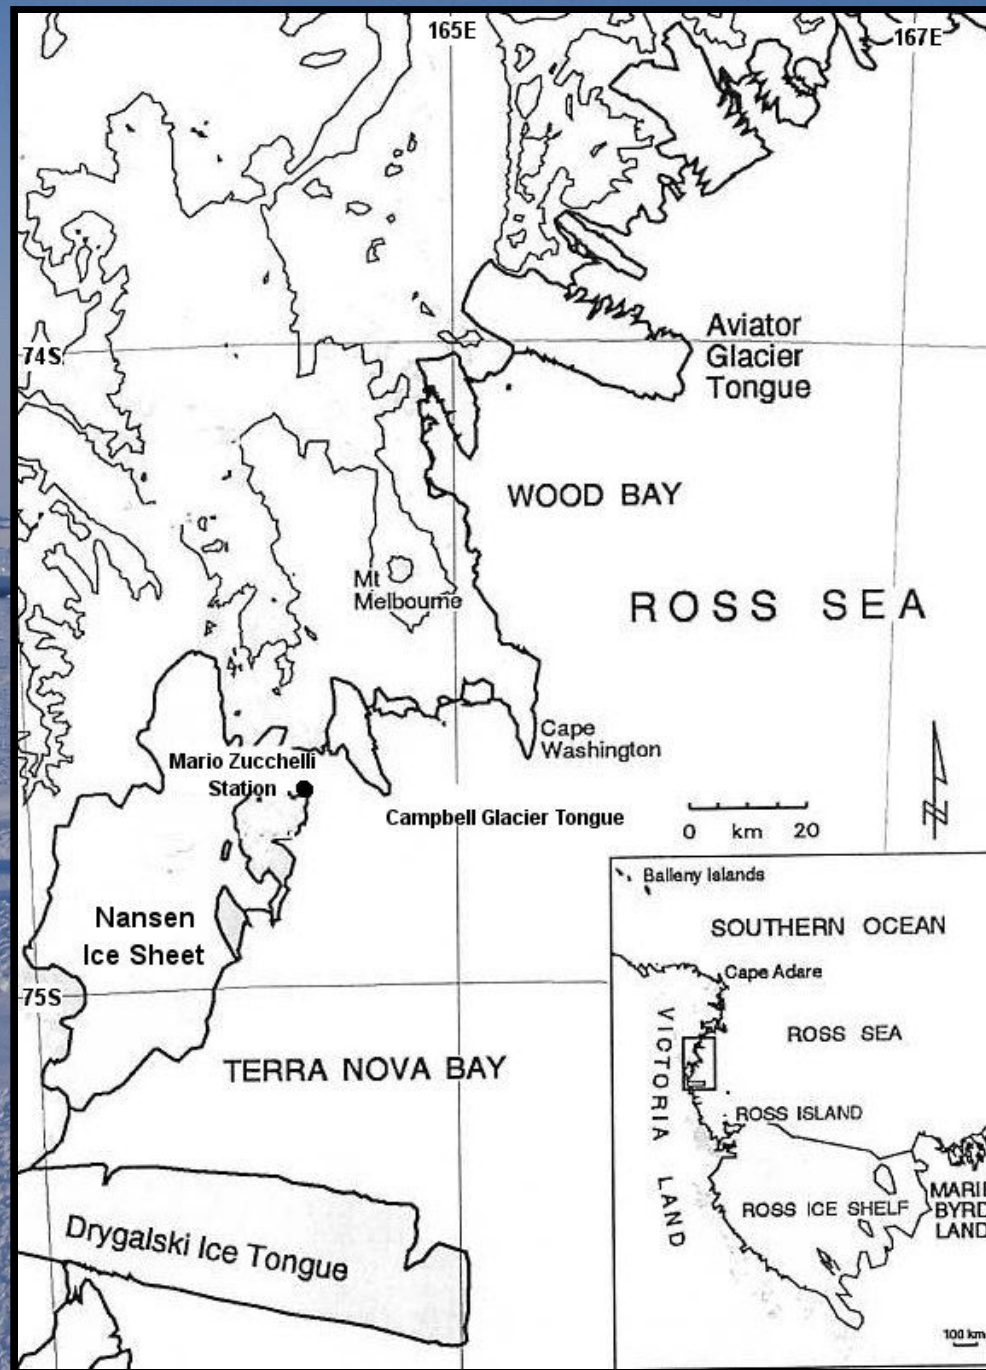 165E
167E
74S
Aviator
Glacier
Tongue
WOOD BAY
Mt
Melbourne
ROSS SEA
Cape
Washington
Mario Zucchelli
Station
Campbell Glacier Tongue
0 km 20
N
Nansen
Ice Sheet
75S
TERRA NOVA BAY
Drygalski Ice Tongue
Balleny Islands
SOUTHERN OCEAN
Cape Adare
VICTORIA LAND
ROSS SEA
ROSS ISLAND
ROSS ICE SHELF
MARIE
BYRD
LAND
100 km